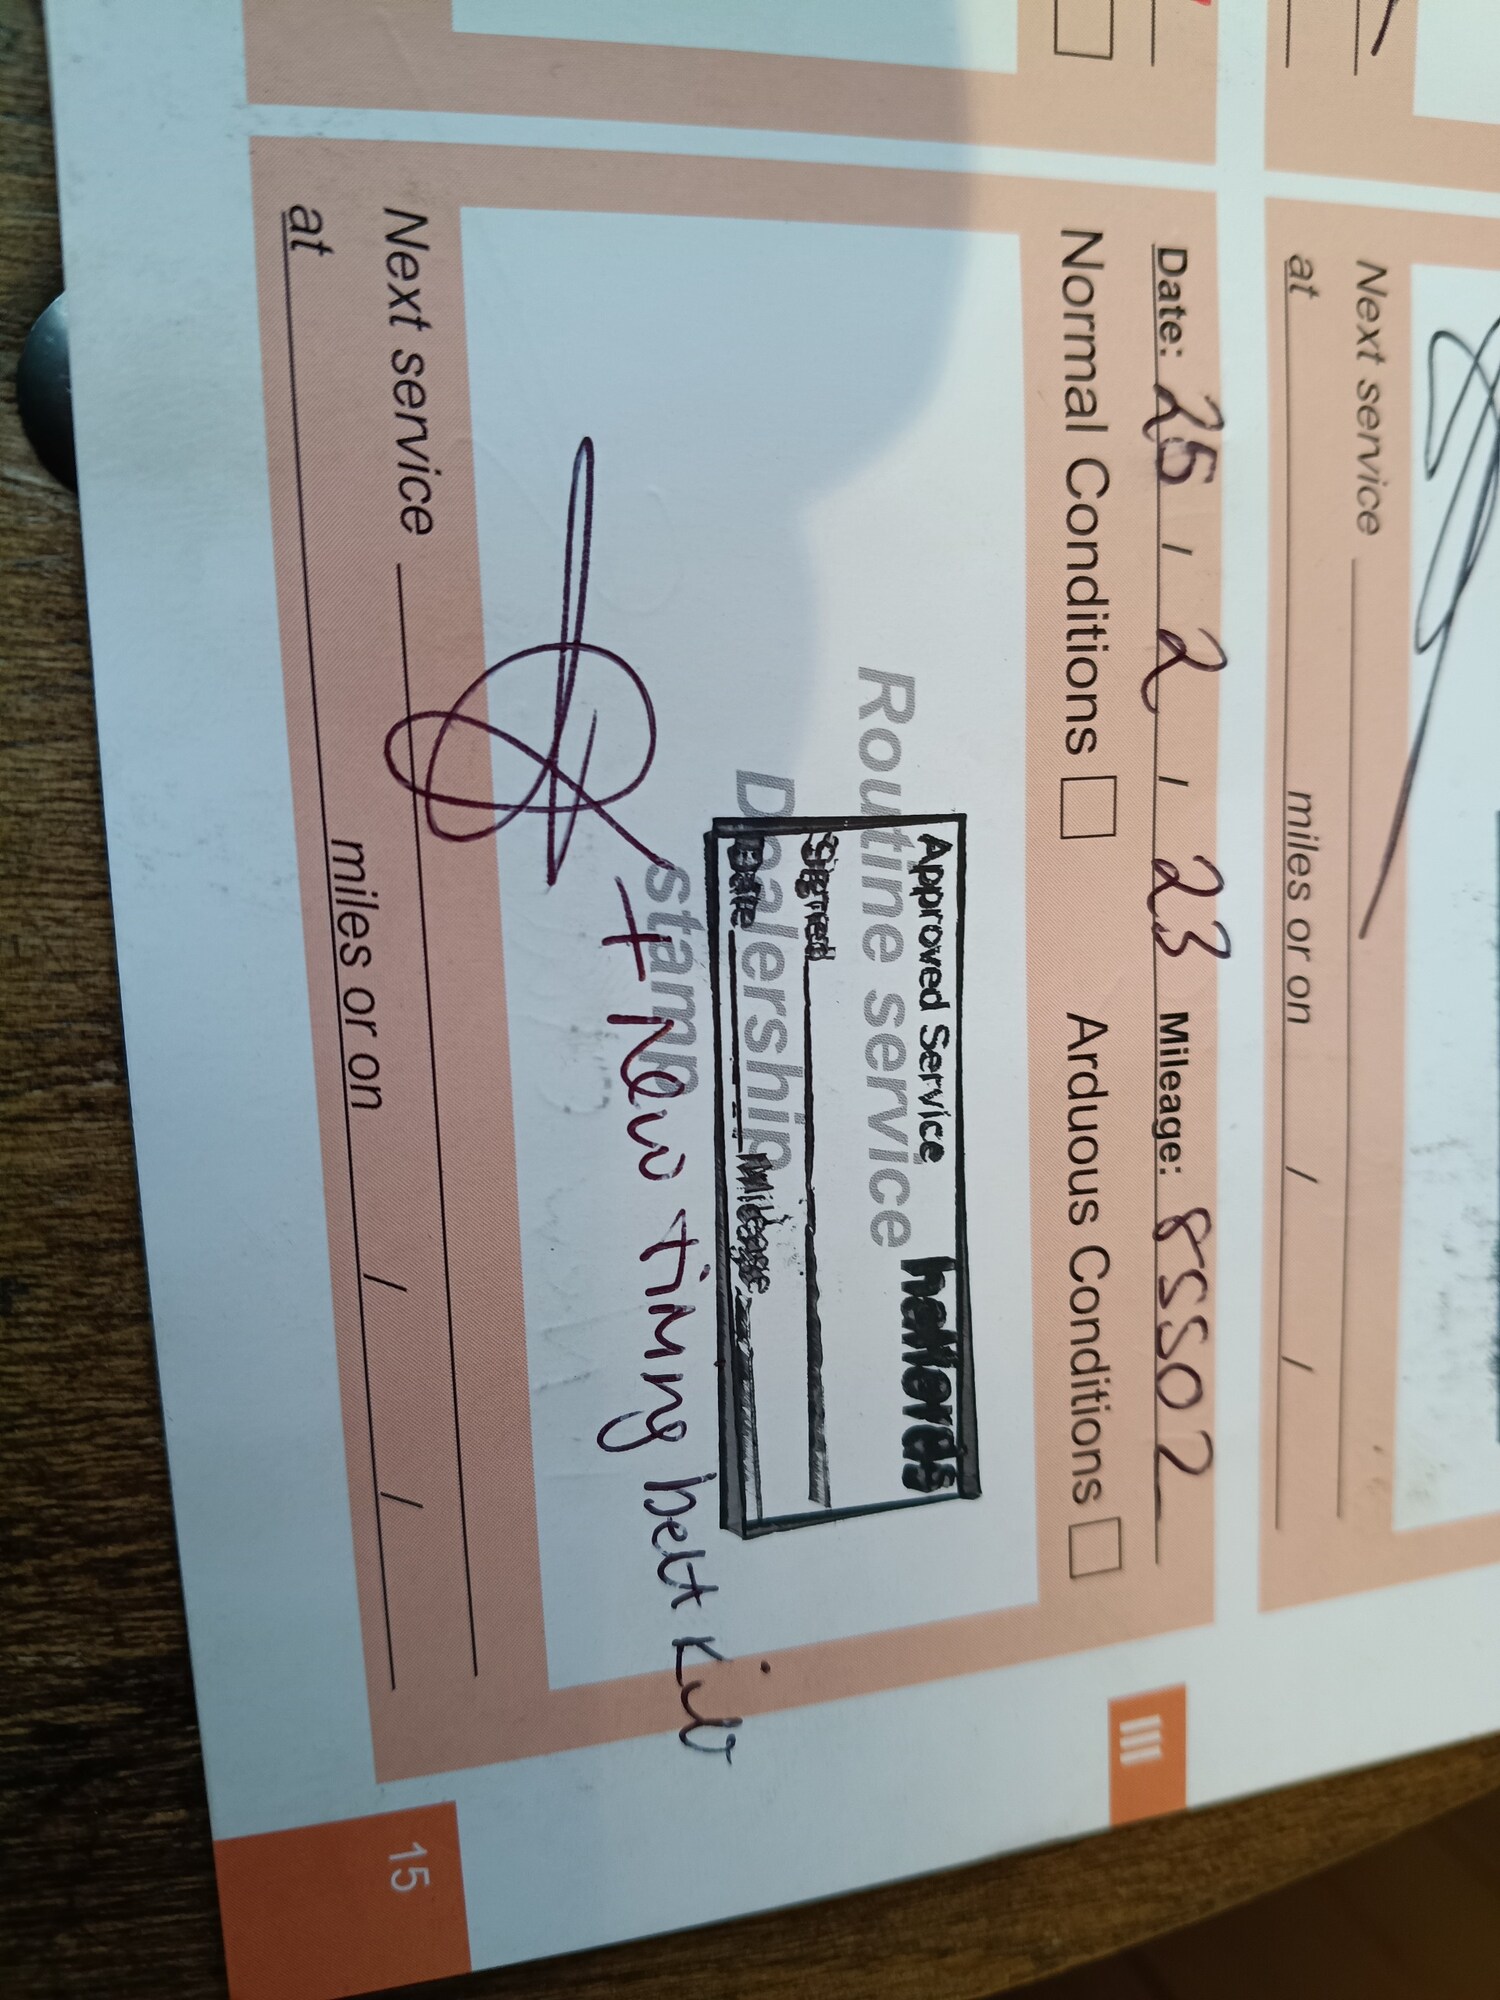 Next service
at miles or on / /
Date: 25 / 2 / 23 Mileage: 85502
Normal Conditions Arduous Conditions
Approved Service halfords
Routine service
Signed
Dealership
Date Mileage
stamp
+ New timing belt
Next service
at miles or on / /
III
15